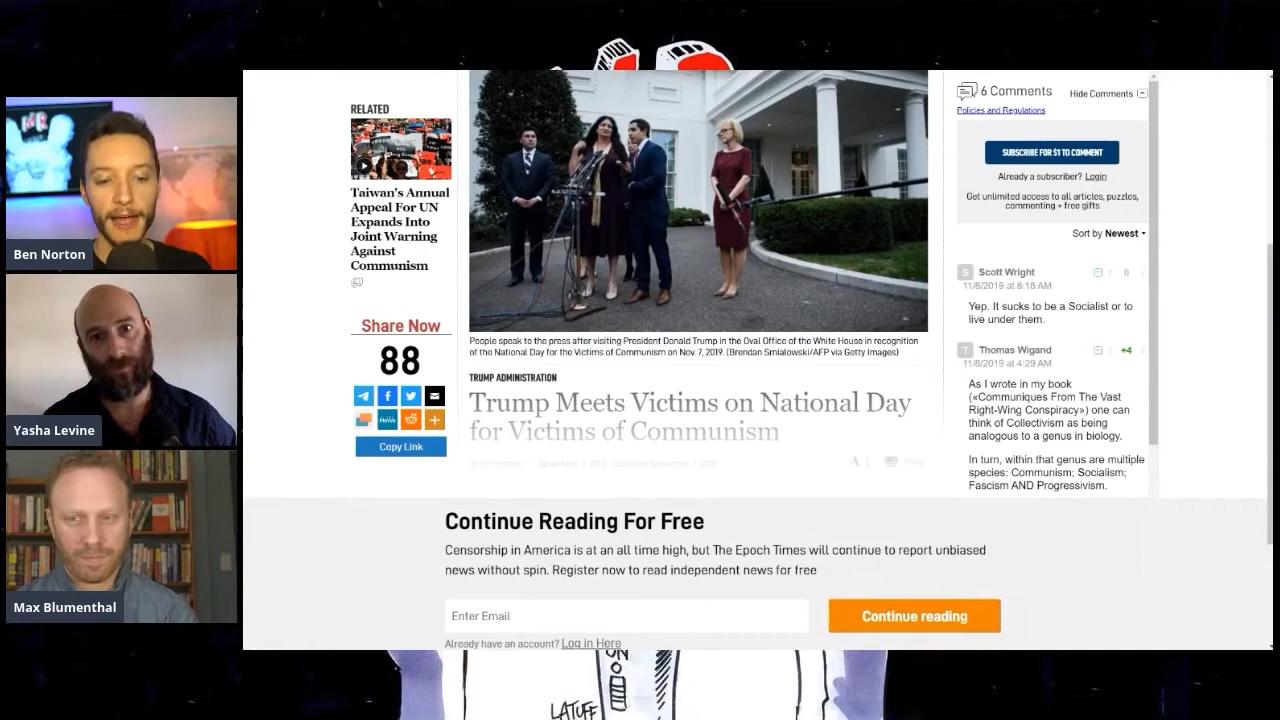 Ben Norton
Yasha Levine
Max Blumenthal
RELATED
Taiwan's Annual
Appeal For UN
Expands Into
Joint Warning
Against
Communism
Share Now
88
Copy Link
People speak to the press after visiting President Donald Trump in the Oval Office of the White House in recognition
of the National Day for the Victims of Communism on Nov. 7, 2019. (Brendan Smialowski/AFP via Getty Images)
TRUMP ADMINISTRATION
Trump Meets Victims on National Day
for Victims of Communism
Print
6 Comments
Hide Comments
Policies and Regulations
SUBSCRIBE FOR $1 TO COMMENT
Already a subscriber? Login
Get unlimited access to all articles, puzzles,
commenting + free gifts
Sort by Newest
S Scott Wright 0
11/8/2019 at 8:18 AM
Yep. It sucks to be a Socialist or to
live under them.
T Thomas Wigand +4
11/8/2019 at 4:29 AM
As I wrote in my book
(«Communiques From The Vast
Right-Wing Conspiracy») one can
think of Collectivism as being
analogous to a genus in biology.
In turn, within that genus are multiple
species: Communism; Socialism;
Fascism AND Progressivism.
Continue Reading For Free
Censorship in America is at an all time high, but The Epoch Times will continue to report unbiased
news without spin. Register now to read independent news for free
Enter Email
Continue reading
Already have an account? Log in Here
LATUFF